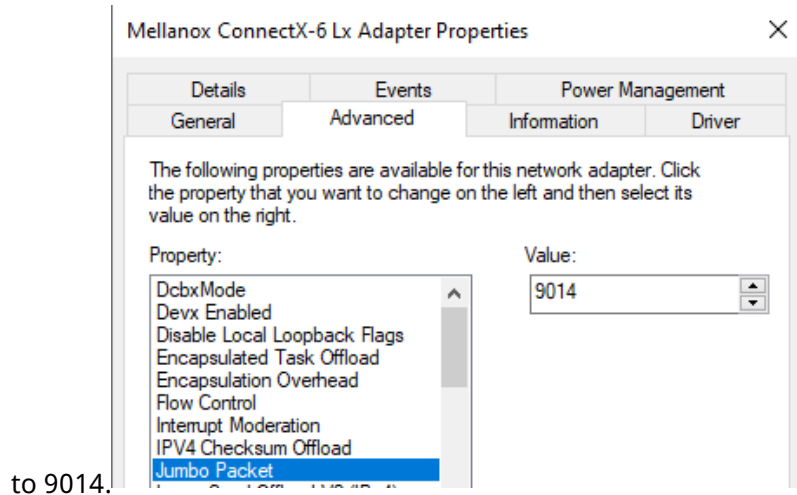 Mellanox ConnectX-6 Lx Adapter Properties
Details Events Power Management
General Advanced Information Driver
The following properties are available for this network adapter. Click
the property that you want to change on the left and then select its
value on the right.
Property: Value:
DcbxMode 9014
Devx Enabled
Disable Local Loopback Flags
Encapsulated Task Offload
Encapsulation Overhead
Flow Control
Interrupt Moderation
IPV4 Checksum Offload
Jumbo Packet
to 9014.